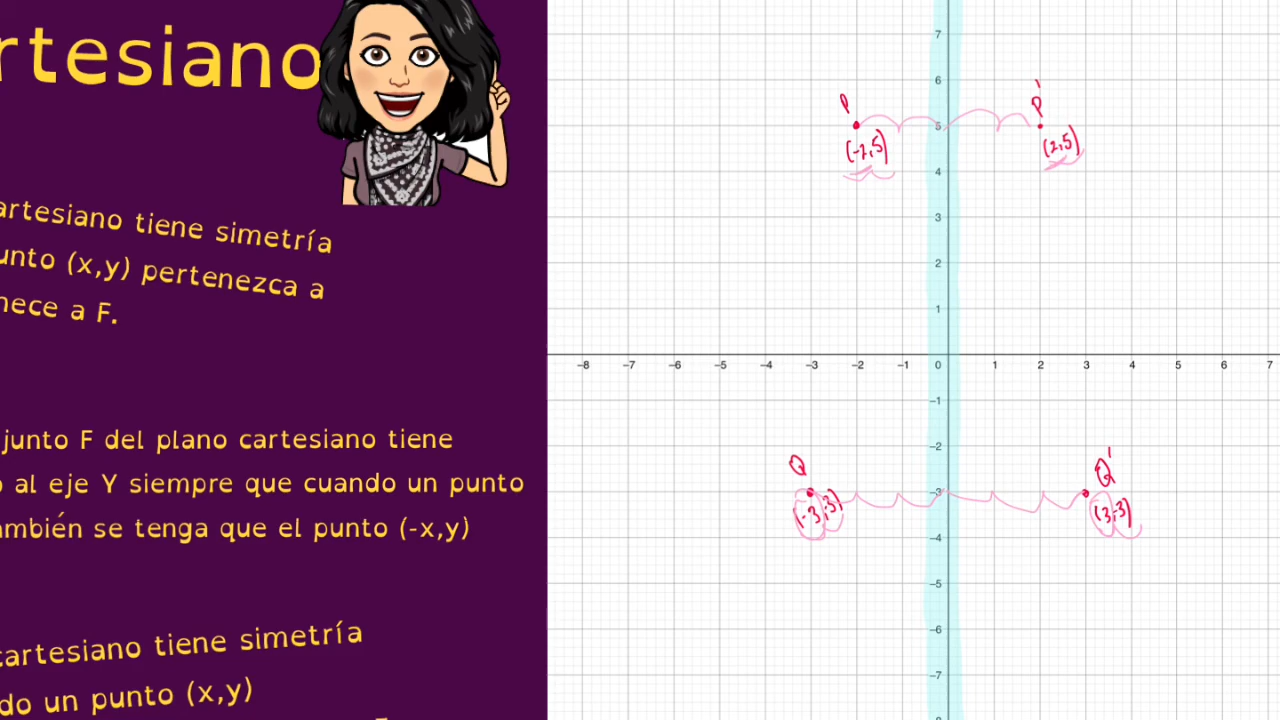 rtesiano
artesiano tiene simetría
unto (x,y) pertenezca a
nece a F.
junto F del plano cartesiano tiene
o al eje Y siempre que cuando un punto
ambién se tenga que el punto (-x,y)
cartesiano tiene simetría
do un punto (x,y)
7
6
5
4
3
2
1
0
-1
-2
-3
-4
-5
-6
-7
-8 -7 -6 -5 -4 -3 -2 -1 1 2 3 4 5 6 7
P
(-2,5)
P'
(2,5)
Q
(-3,-3)
Q'
(3,-3)